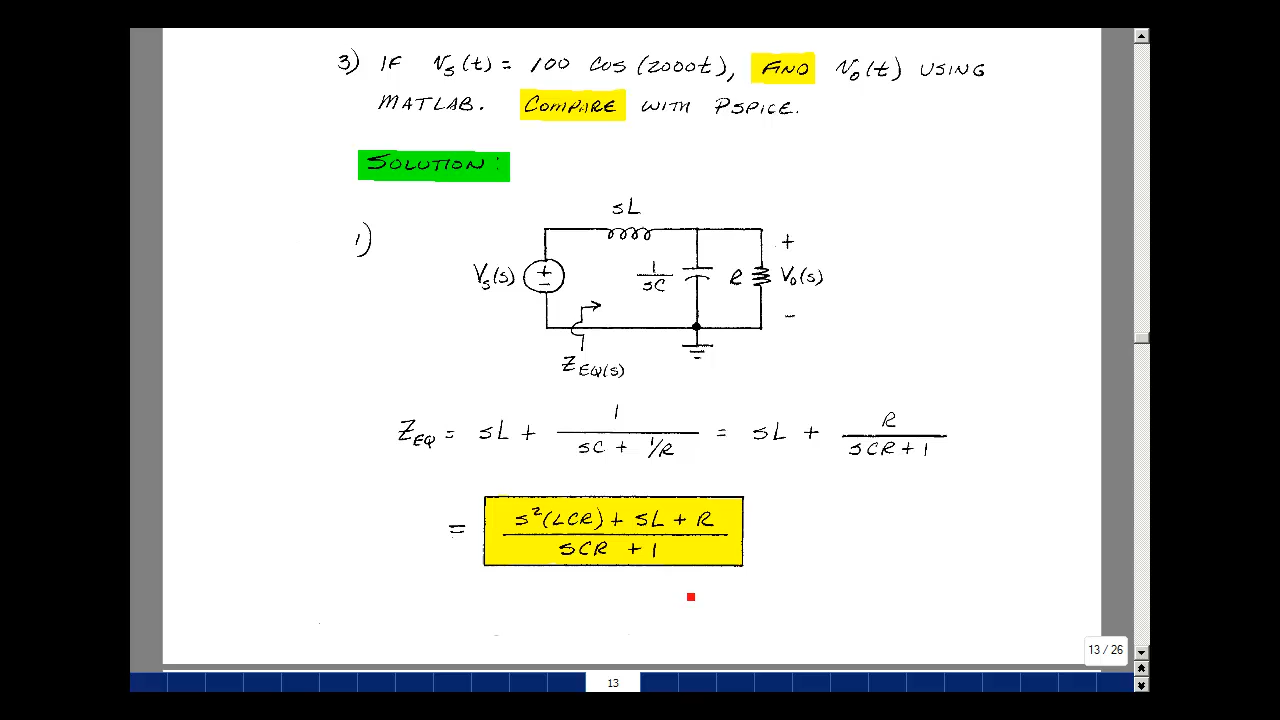 3) IF Vs(t) = 100 COS (2000t), FIND Vo(t) USING
MATLAB. COMPARE WITH PSPICE.
SOLUTION:
1)
sL
Vs(s)
+
−
1/sC
R
+
Vo(s)
−
ZEQ(s)
ZEQ = sL + 1/(sC + 1/R) = sL + R/(sCR + 1)
= (s²(LCR) + sL + R)/(sCR + 1)
13 / 26
13